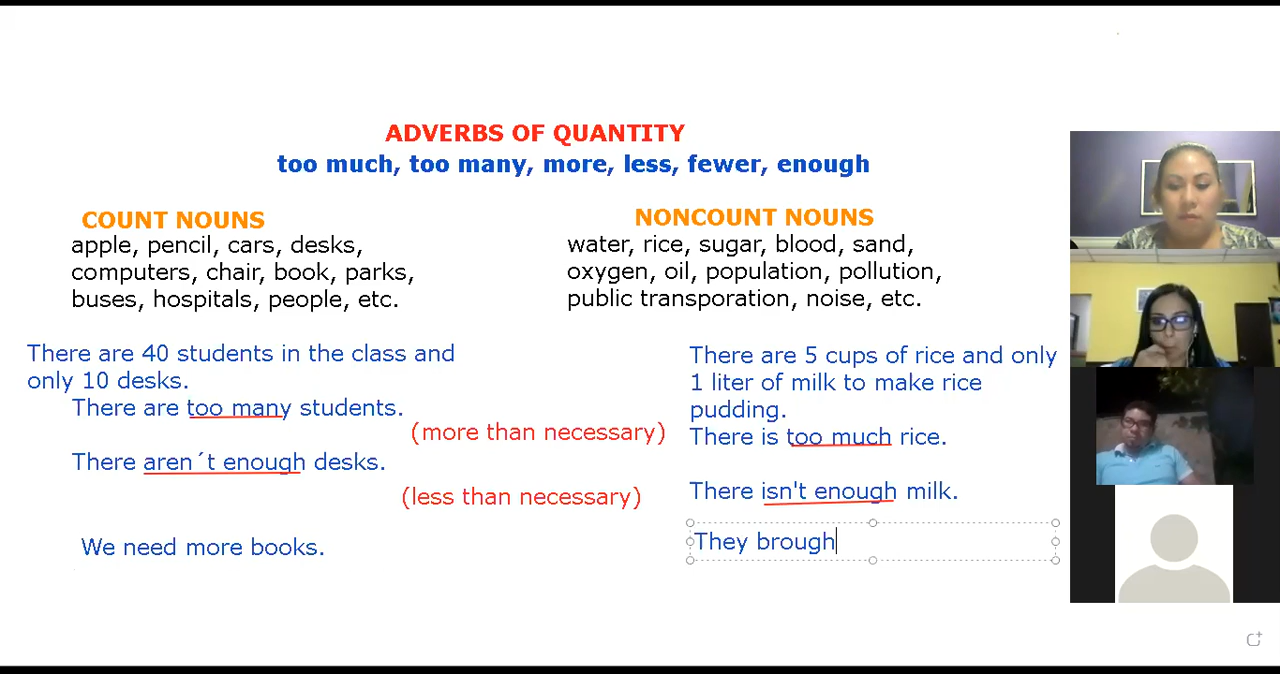 ADVERBS OF QUANTITY
too much, too many, more, less, fewer, enough
COUNT NOUNS
apple, pencil, cars, desks,
computers, chair, book, parks,
buses, hospitals, people, etc.
NONCOUNT NOUNS
water, rice, sugar, blood, sand,
oxygen, oil, population, pollution,
public transporation, noise, etc.
There are 40 students in the class and
only 10 desks.
There are too many students.
(more than necessary)
There aren´t enough desks.
(less than necessary)
We need more books.
There are 5 cups of rice and only
1 liter of milk to make rice
pudding.
There is too much rice.
There isn't enough milk.
They brough